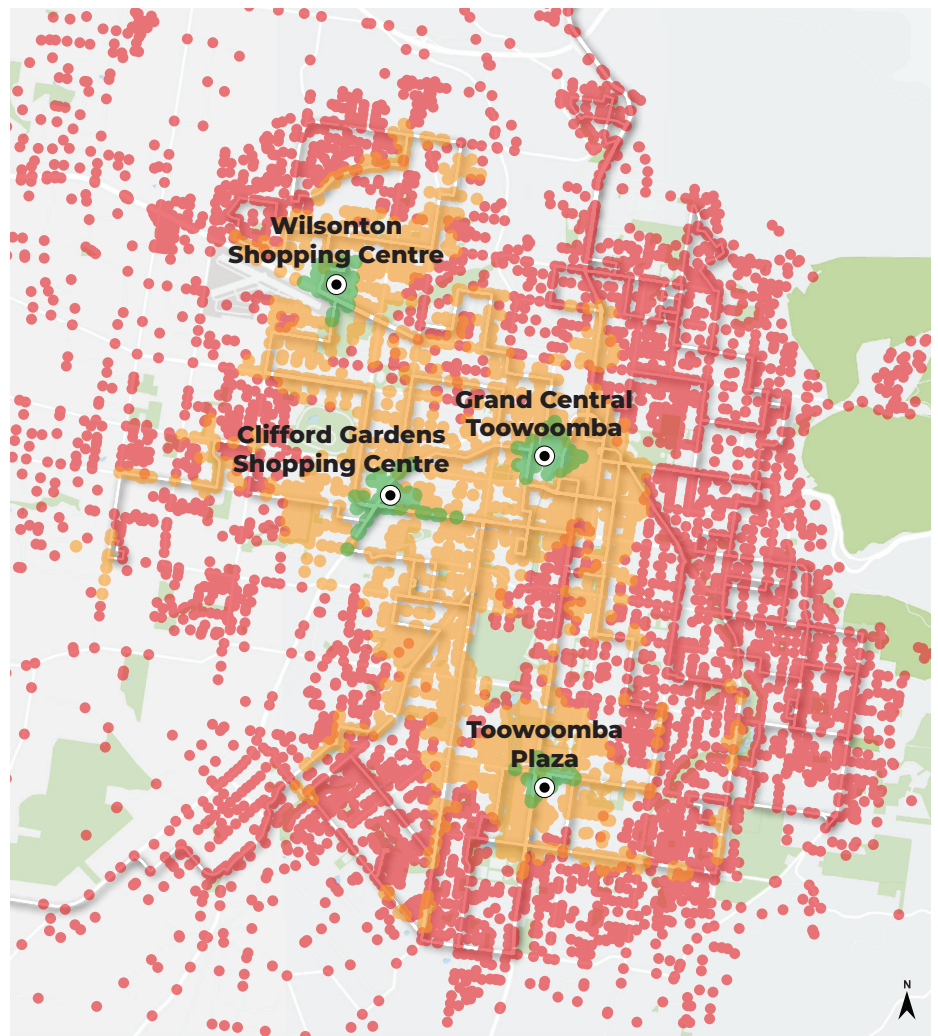 Wilsonton
Shopping Centre
Grand Central
Toowoomba
Clifford Gardens
Shopping Centre
Toowoomba
Plaza
N